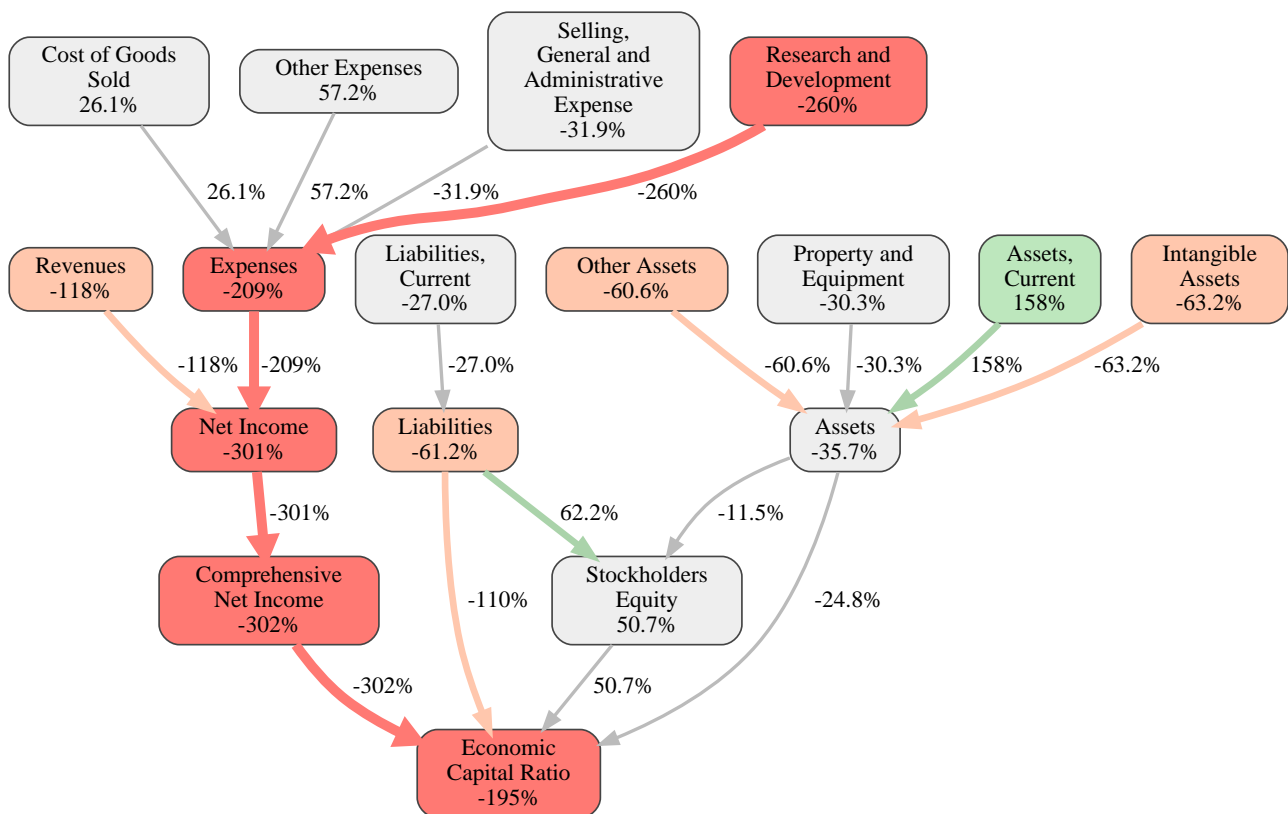 Cost of Goods
Sold
26.1%
Other Expenses
57.2%
Selling,
General and
Administrative
Expense
-31.9%
Research and
Development
-260%
26.1%
57.2%
-31.9%
-260%
Revenues
-118%
Expenses
-209%
Liabilities,
Current
-27.0%
Other Assets
-60.6%
Property and
Equipment
-30.3%
Assets,
Current
158%
Intangible
Assets
-63.2%
-118%
-209%
-27.0%
-60.6%
-30.3%
158%
-63.2%
Net Income
-301%
Liabilities
-61.2%
Assets
-35.7%
-301%
62.2%
-11.5%
Comprehensive
Net Income
-302%
-110%
Stockholders
Equity
50.7%
-24.8%
-302%
50.7%
Economic
Capital Ratio
-195%